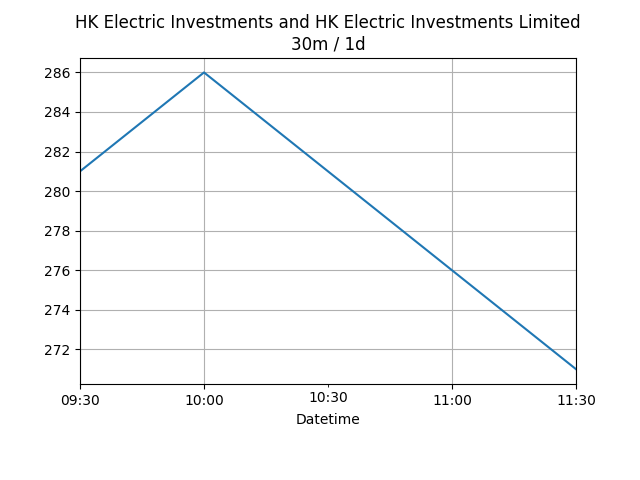 HK Electric Investments and HK Electric Investments Limited
30m / 1d
286
284
282
280
278
276
274
272
09:30 10:00 10:30 11:00 11:30
Datetime